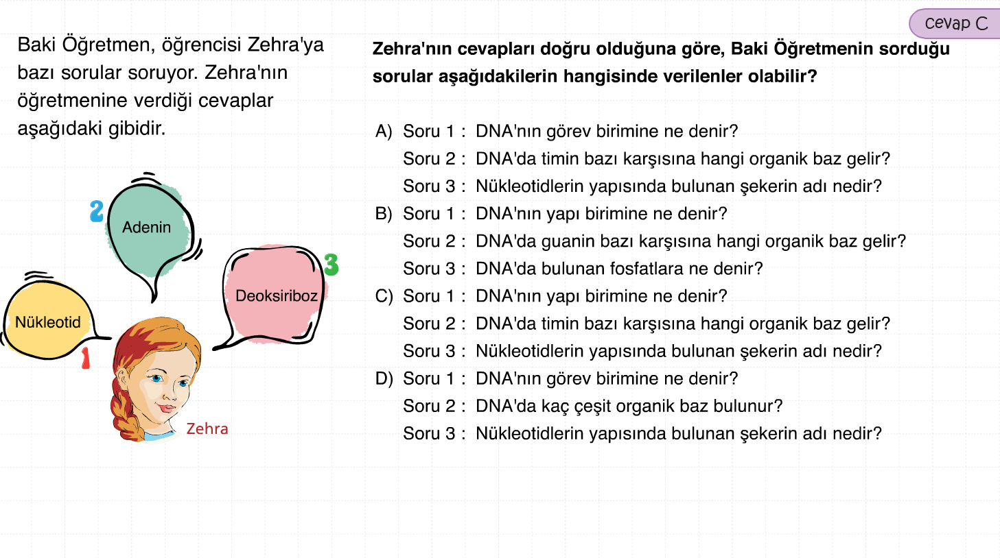 cevap C
Baki Öğretmen, öğrencisi Zehra'ya
bazı sorular soruyor. Zehra'nın
öğretmenine verdiği cevaplar
aşağıdaki gibidir.
2
Adenin
3
Deoksiriboz
Nükleotid
1
Zehra
Zehra'nın cevapları doğru olduğuna göre, Baki Öğretmenin sorduğu
sorular aşağıdakilerin hangisinde verilenler olabilir?
A) Soru 1 : DNA'nın görev birimine ne denir?
Soru 2 : DNA'da timin bazı karşısına hangi organik baz gelir?
Soru 3 : Nükleotidlerin yapısında bulunan şekerin adı nedir?
B) Soru 1 : DNA'nın yapı birimine ne denir?
Soru 2 : DNA'da guanin bazı karşısına hangi organik baz gelir?
Soru 3 : DNA'da bulunan fosfatlara ne denir?
C) Soru 1 : DNA'nın yapı birimine ne denir?
Soru 2 : DNA'da timin bazı karşısına hangi organik baz gelir?
Soru 3 : Nükleotidlerin yapısında bulunan şekerin adı nedir?
D) Soru 1 : DNA'nın görev birimine ne denir?
Soru 2 : DNA'da kaç çeşit organik baz bulunur?
Soru 3 : Nükleotidlerin yapısında bulunan şekerin adı nedir?